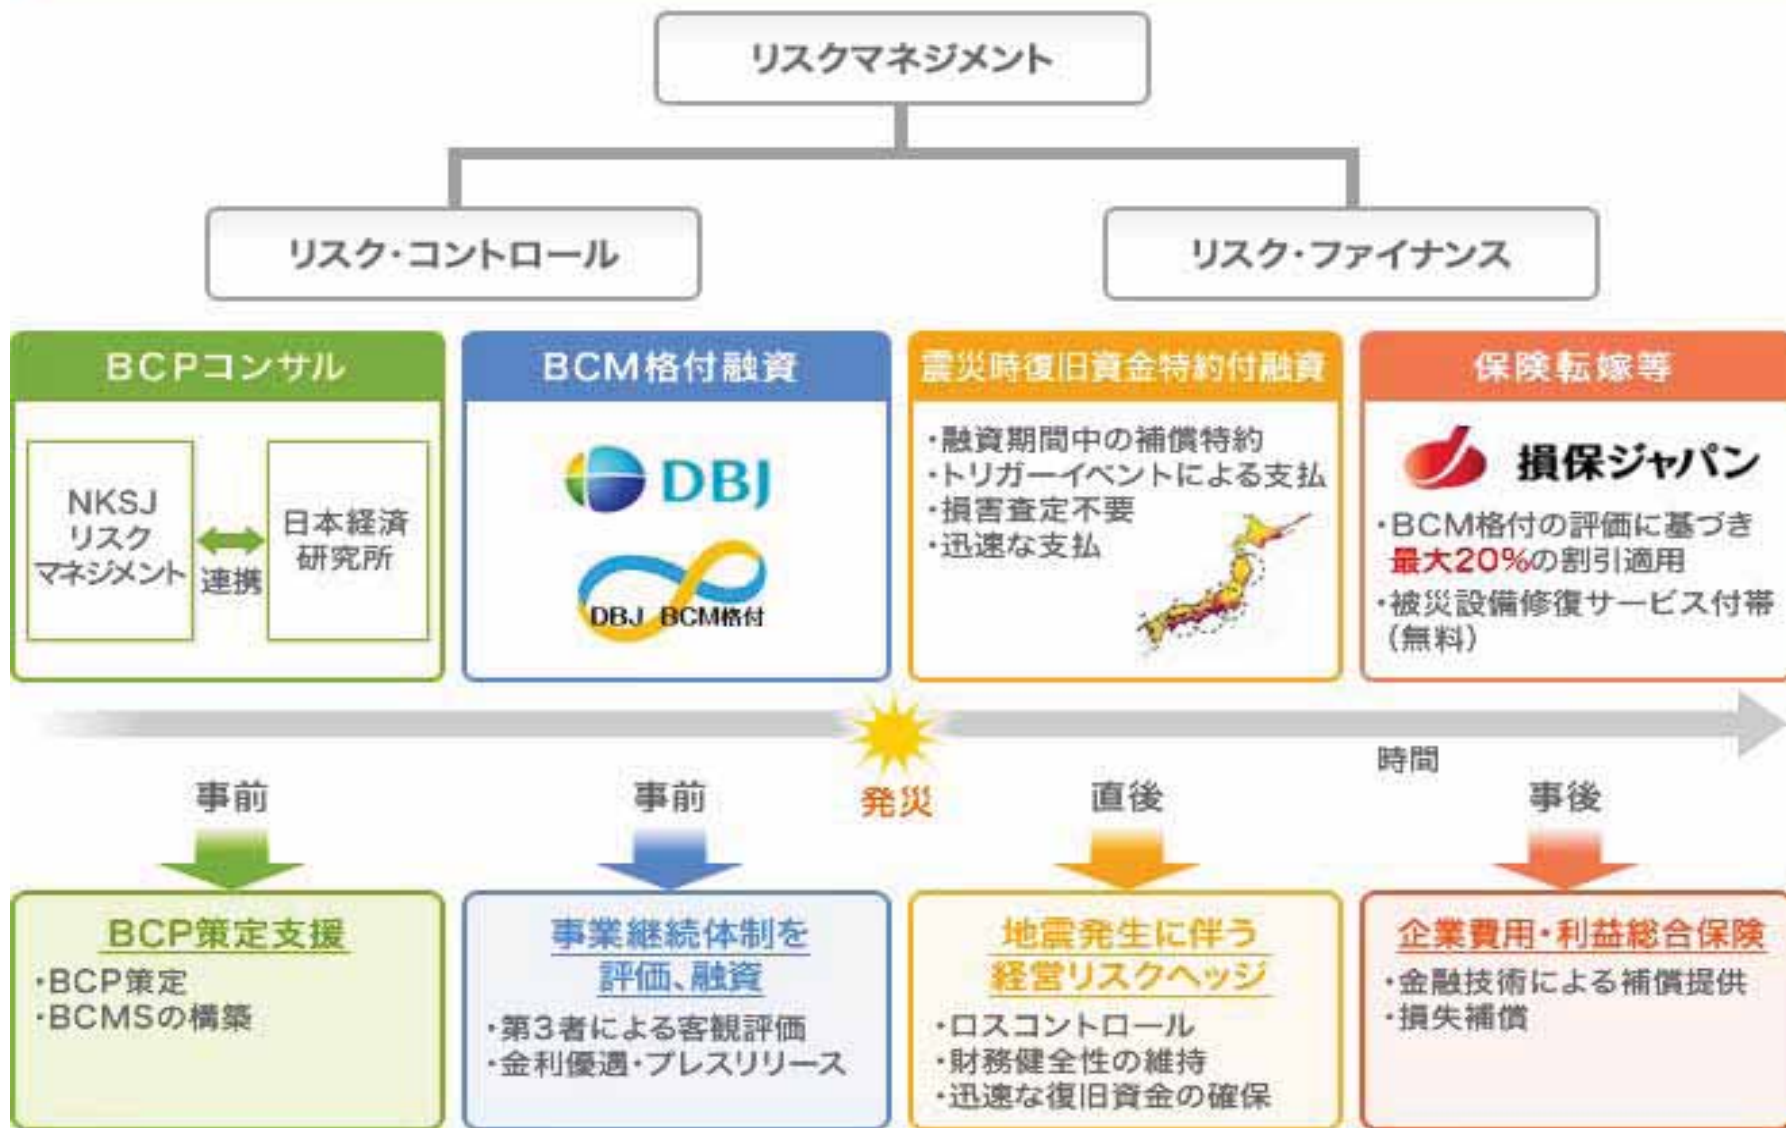 リスクマネジメント
リスク・コントロール
リスク・ファイナンス
BCPコンサル
NKSJ
リスク
マネジメント
連携
日本経済
研究所
BCM格付融資
DBJ
DBJ BCM格付
震災時復旧資金特約付融資
・融資期間中の補償特約
・トリガーイベントによる支払
・損害査定不要
・迅速な支払
保険転嫁等
損保ジャパン
・BCM格付の評価に基づき
最大20%の割引適用
・被災設備修復サービス付帯
(無料)
時間
事前
事前
発災
直後
事後
BCP策定支援
・BCP策定
・BCMSの構築
事業継続体制を
評価、融資
・第3者による客観評価
・金利優遇・プレスリリース
地震発生に伴う
経営リスクヘッジ
・ロスコントロール
・財務健全性の維持
・迅速な復旧資金の確保
企業費用・利益総合保険
・金融技術による補償提供
・損失補償